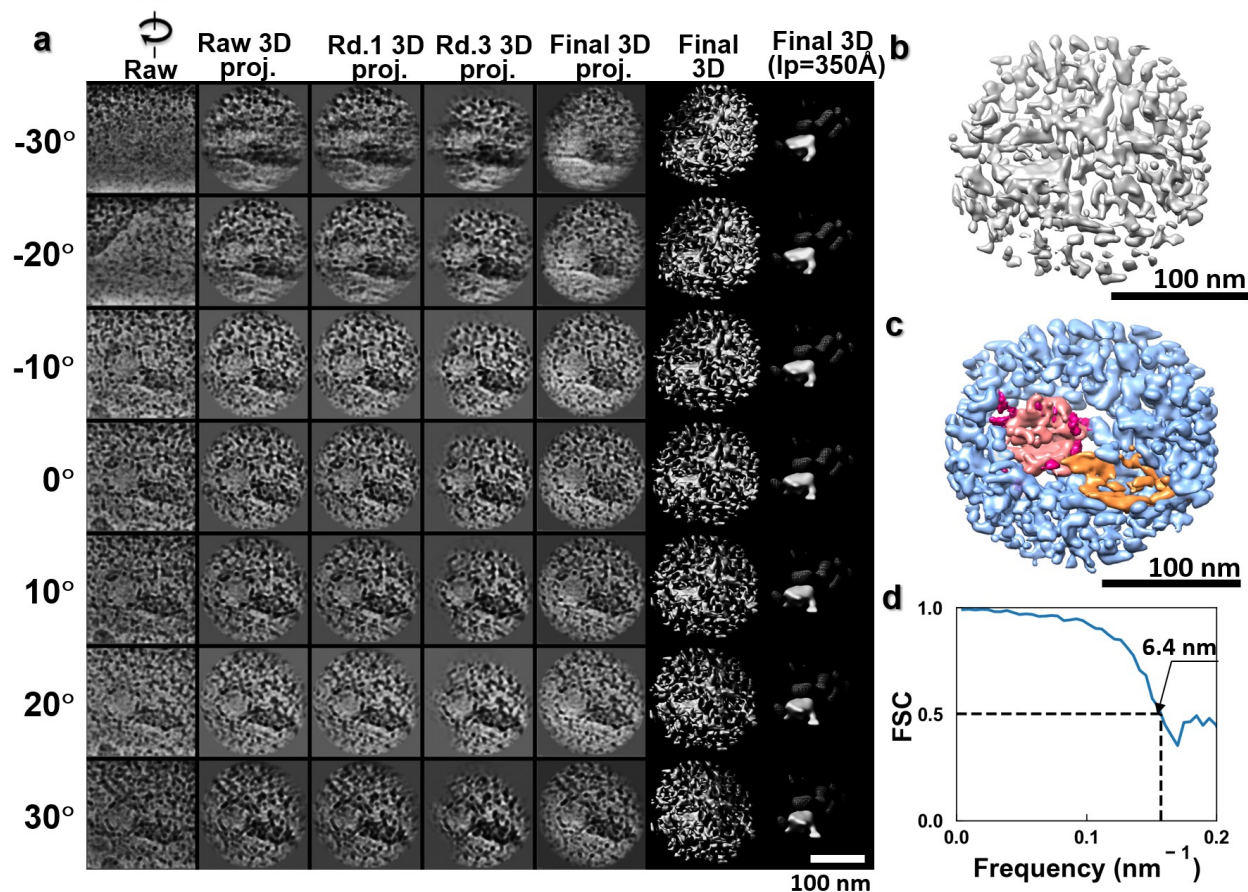 a
Raw
Raw 3D
proj.
Rd.1 3D
proj.
Rd.3 3D
proj.
Final 3D
proj.
Final
3D
Final 3D
(lp=350Å)
-30°
-20°
-10°
0°
10°
20°
30°
100 nm
b
100 nm
c
100 nm
d
1.0
0.5
0.0
FSC
6.4 nm
0.0
0.1
0.2
Frequency (nm⁻¹)